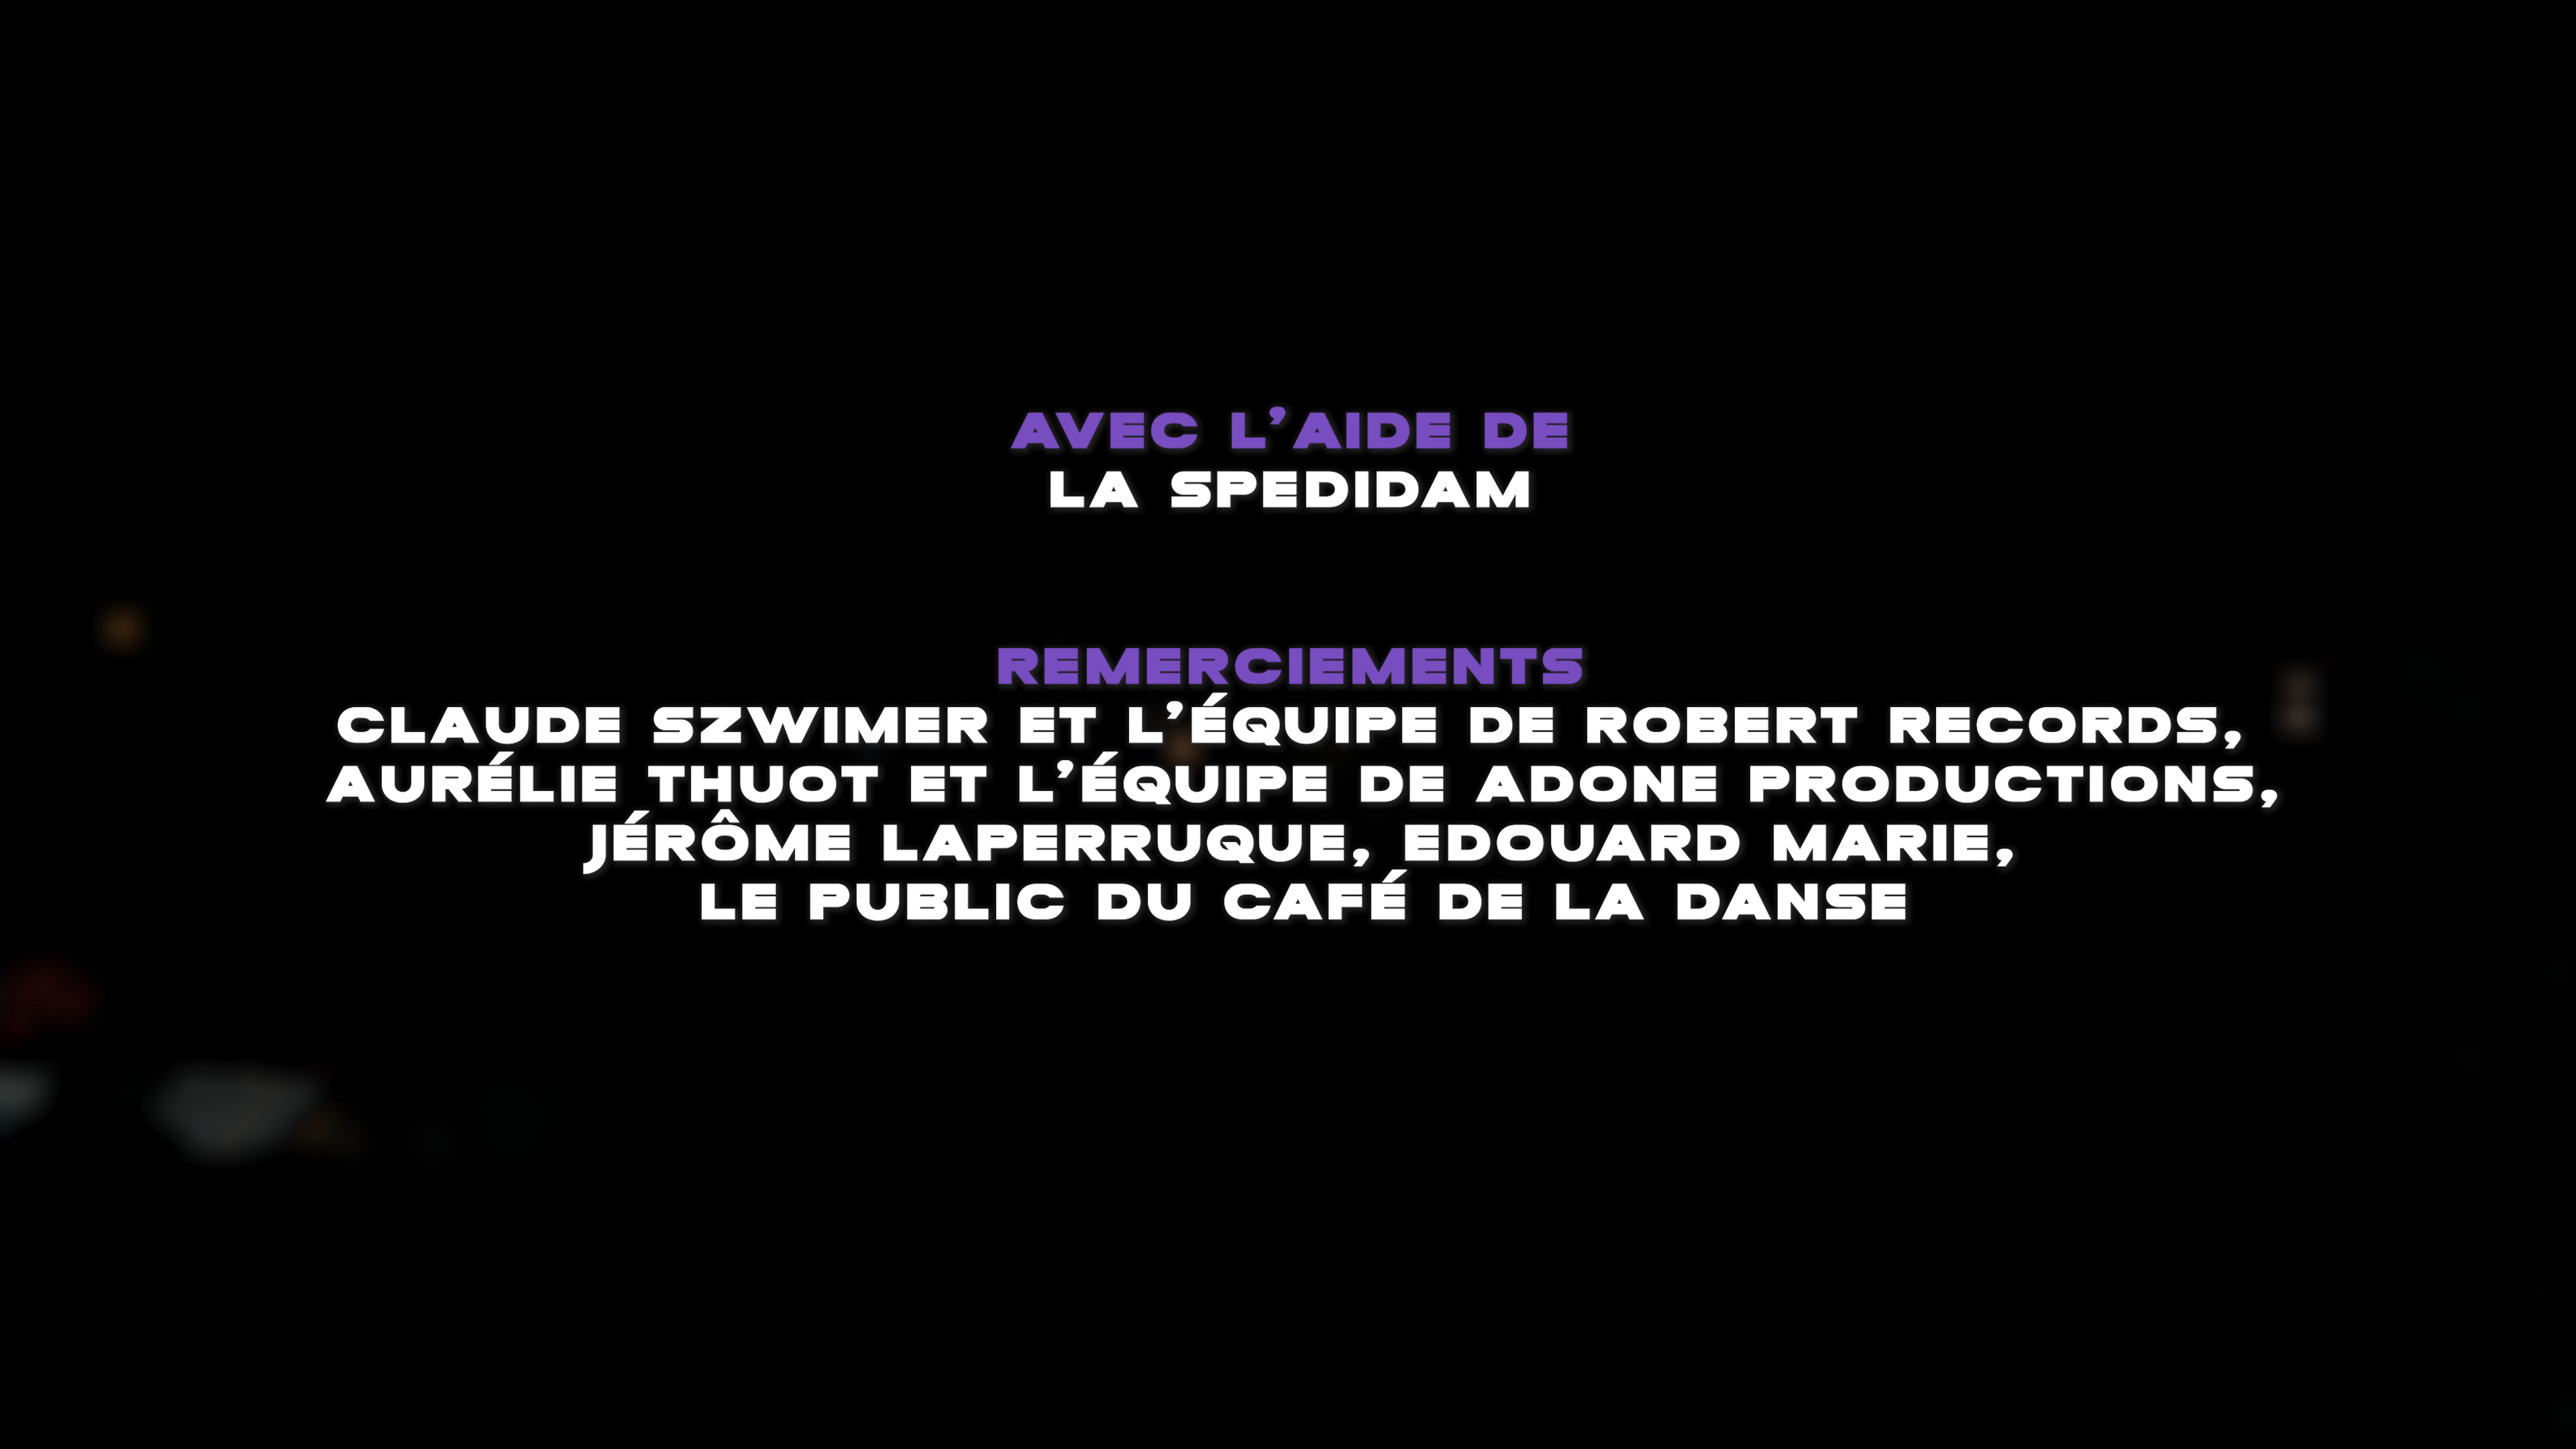 AVEC L’AIDE DE
LA SPEDIDAM
REMERCIEMENTS
CLAUDE SZWIMER ET L’ÉQUIPE DE ROBERT RECORDS,
AURÉLIE THUOT ET L’ÉQUIPE DE ADONE PRODUCTIONS,
JÉRÔME LAPERRUQUE, EDOUARD MARIE,
LE PUBLIC DU CAFÉ DE LA DANSE